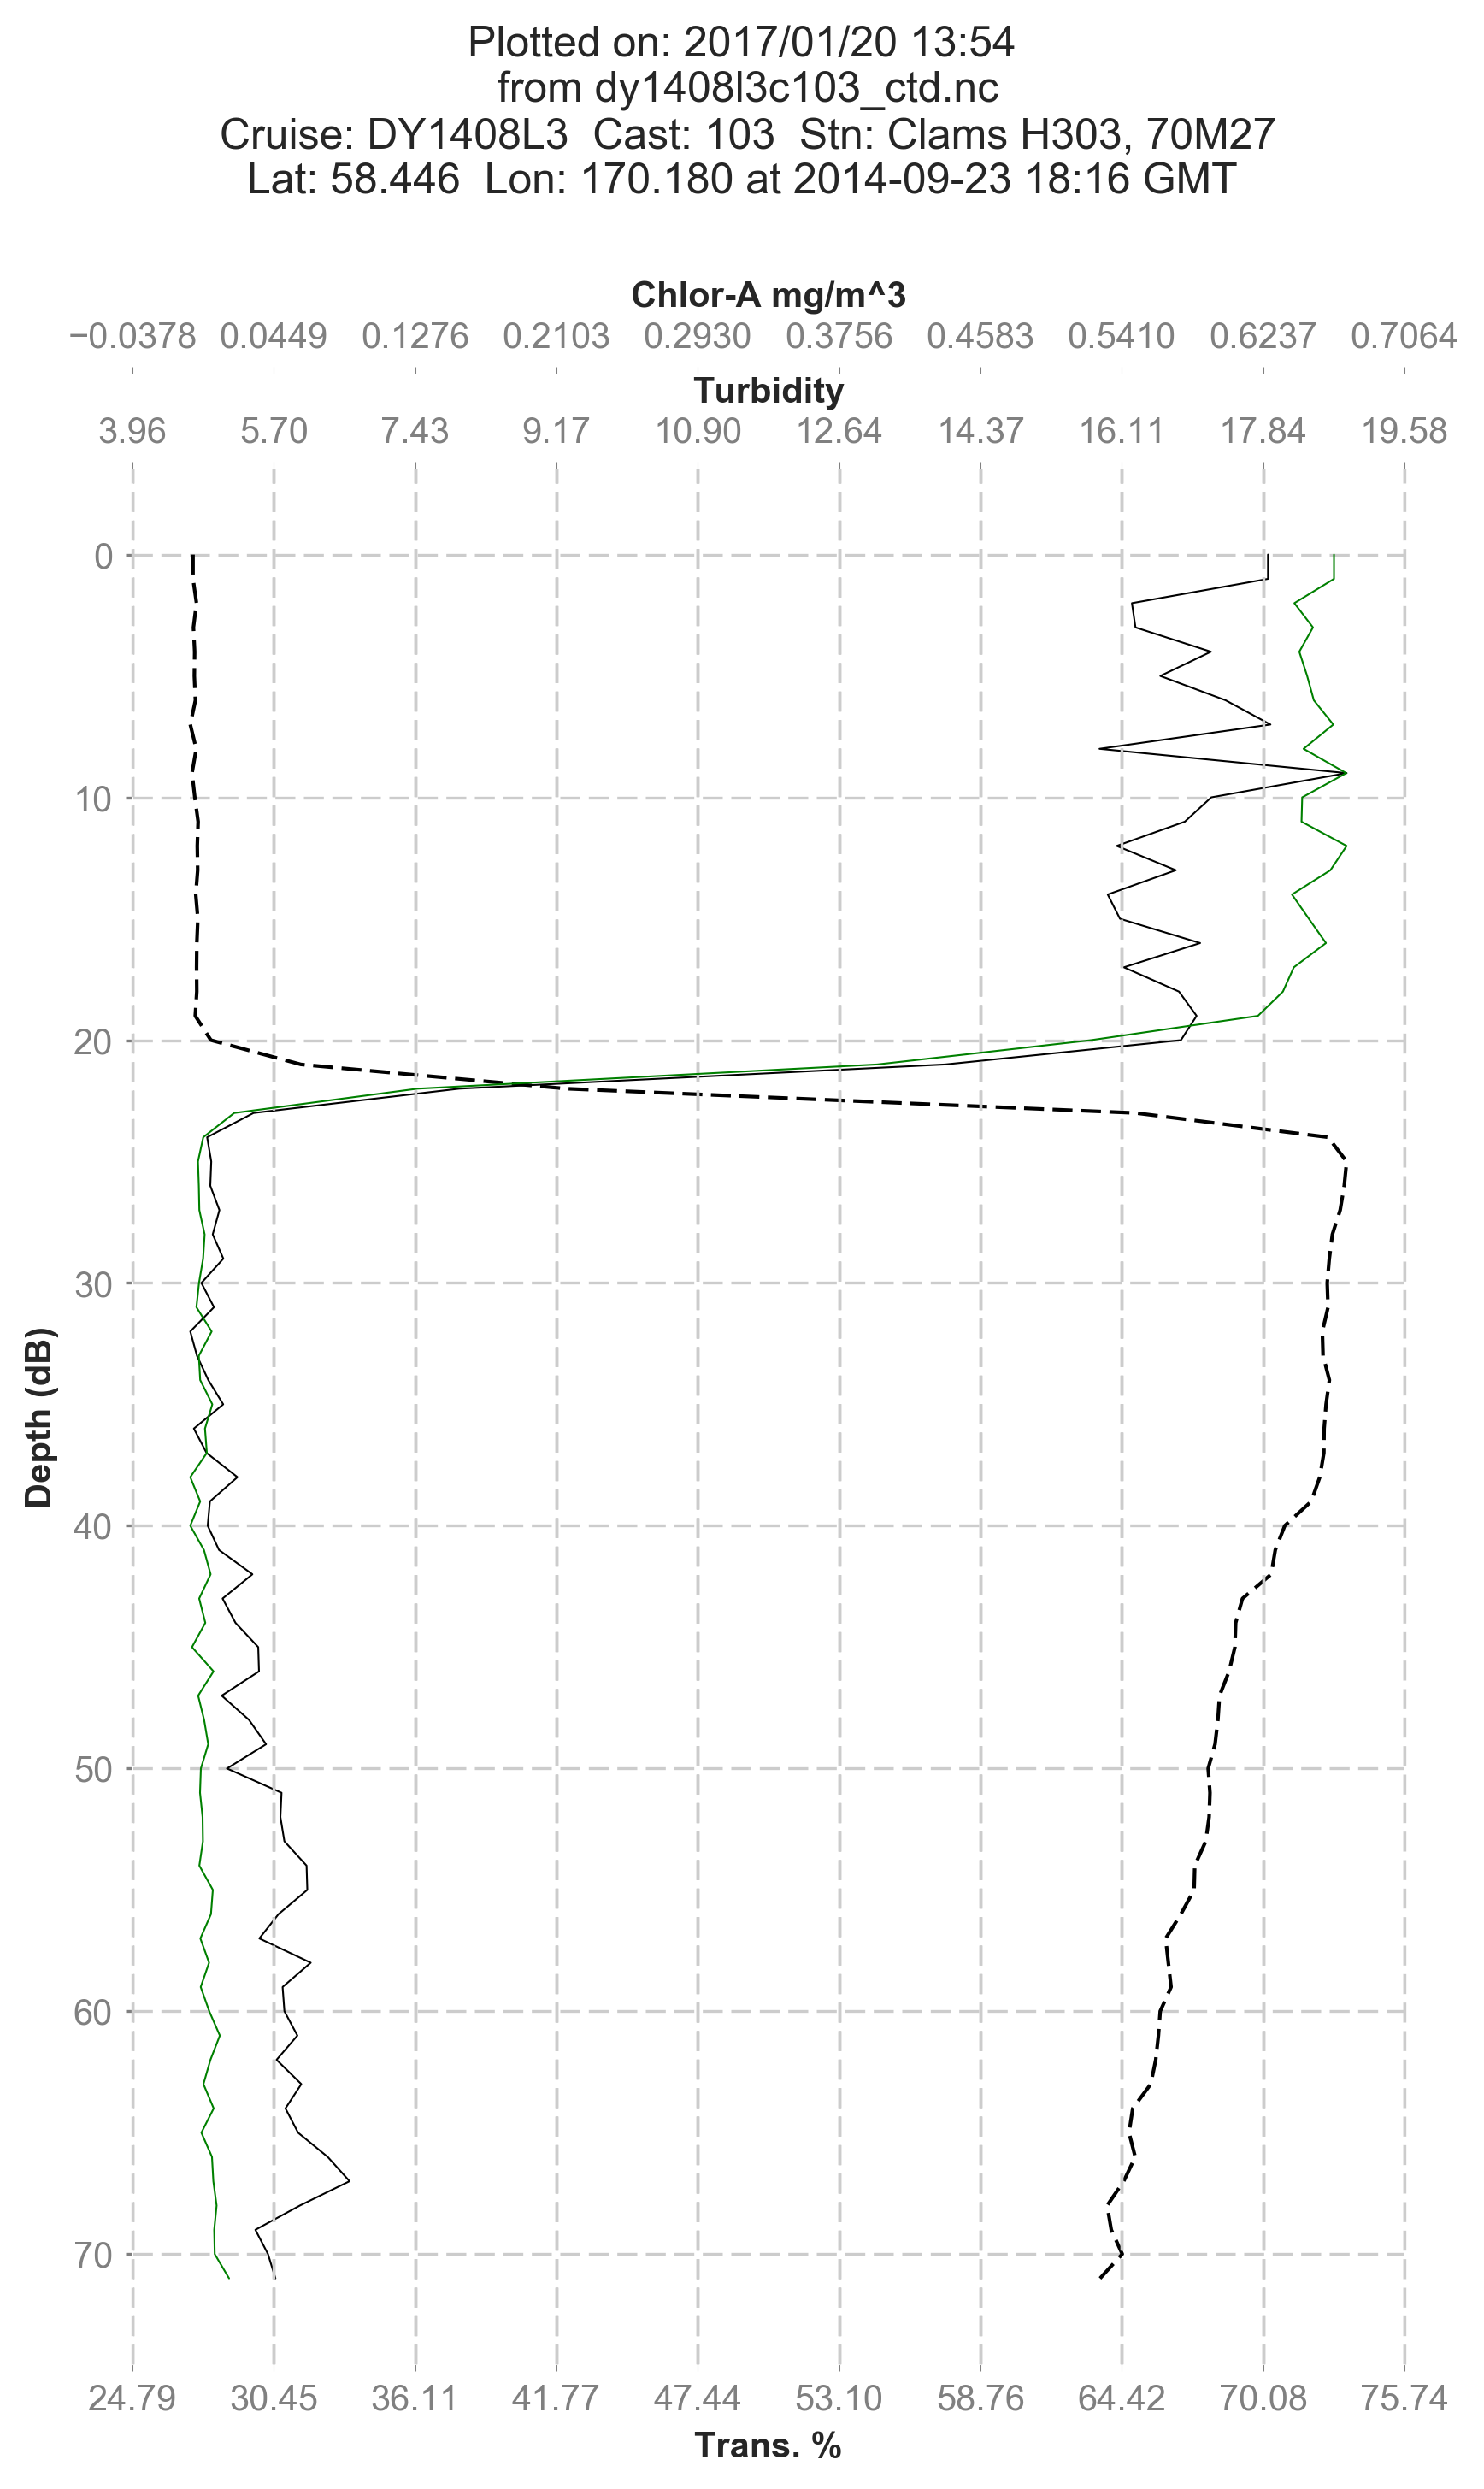 Plotted on: 2017/01/20 13:54
from dy1408l3c103_ctd.nc
Cruise: DY1408L3  Cast: 103  Stn: Clams H303, 70M27
Lat: 58.446  Lon: 170.180 at 2014-09-23 18:16 GMT
Chlor-A mg/m^3
−0.0378 0.0449 0.1276 0.2103 0.2930 0.3756 0.4583 0.5410 0.6237 0.7064
Turbidity
3.96 5.70 7.43 9.17 10.90 12.64 14.37 16.11 17.84 19.58
0
10
20
30
40
50
60
70
Depth (dB)
24.79 30.45 36.11 41.77 47.44 53.10 58.76 64.42 70.08 75.74
Trans. %